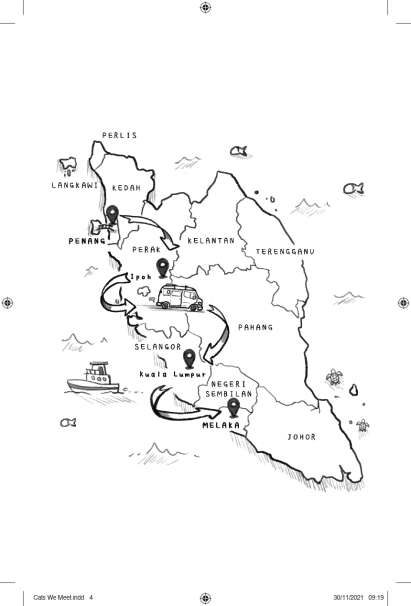 PERLIS
LANGKAWI
KEDAH
PENANG
PERAK
KELANTAN
TERENGGANU
Ipoh
PAHANG
SELANGOR
Kuala Lumpur
NEGERI
SEMBILAN
MELAKA
JOHOR
Cats We Meet.indd 4
30/11/2021 09:19